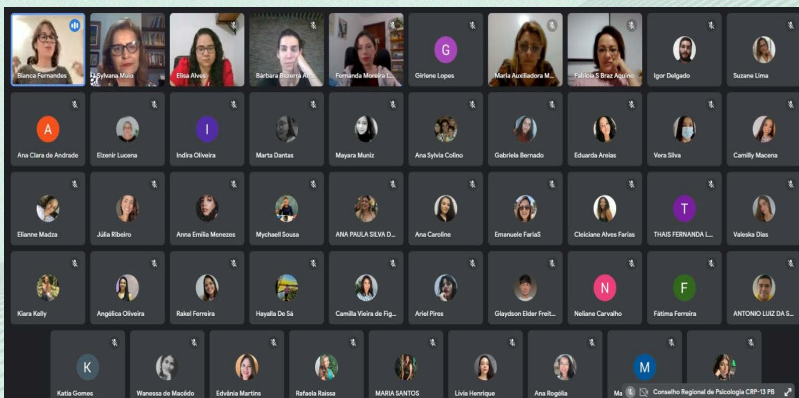 Bianca Fernandes
Sylvana Muio
Elisa Alves
Bárbara Bezerra Ar...
Fernanda Moreira L...
G
Girlene Lopes
Maria Auxiliadora M...
Fabíola S Braz Aquino
Igor Delgado
Suzane Lima
A
Ana Clara de Andrade
Elzenir Lucena
I
Indira Oliveira
Marta Dantas
Mayara Muniz
Ana Sylvia Colino
Gabriela Bernado
Eduarda Areias
Vera Silva
Camilly Macena
Elianne Madza
Júlia Ribeiro
Anna Emília Menezes
Mychaell Sousa
ANA PAULA SILVA D...
Ana Caroline
Emanuele FariaS
Cleiciane Alves Farias
T
THAIS FERNANDA L...
Valeska Dias
Kiara Kelly
Angélica Oliveira
Rakel Ferreira
Hayalla De Sá
Camilla Vieira de Fig...
Ariel Pires
Glaydson Elder Freit...
N
Neliane Carvalho
F
Fátima Ferreira
ANTONIO LUIZ DA S...
K
Katia Gomes
Wanessa de Macêdo
Edvânia Martins
Rafaela Raissa
MARIA SANTOS
Livia Henrique
Ana Rogélia
M
Ma
Conselho Regional de Psicologia CRP-13 PB